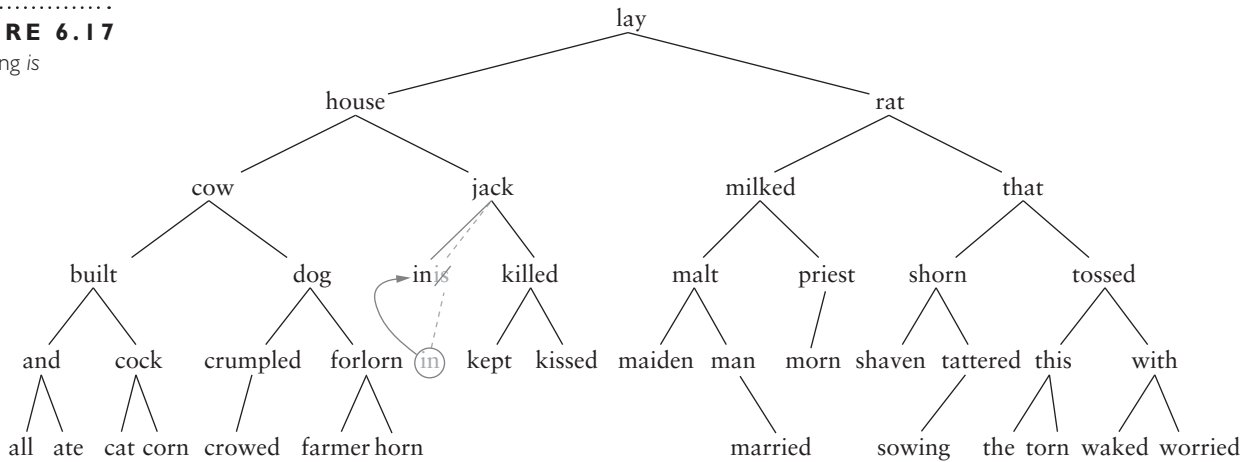 lay
RE 6.17
ng is
house rat
cow jack milked that
built dog in is killed malt priest shorn tossed
and cock crumpled forlorn in kept kissed maiden man morn shaven tattered this with
all ate cat corn crowed farmer horn married sowing the torn waked worried